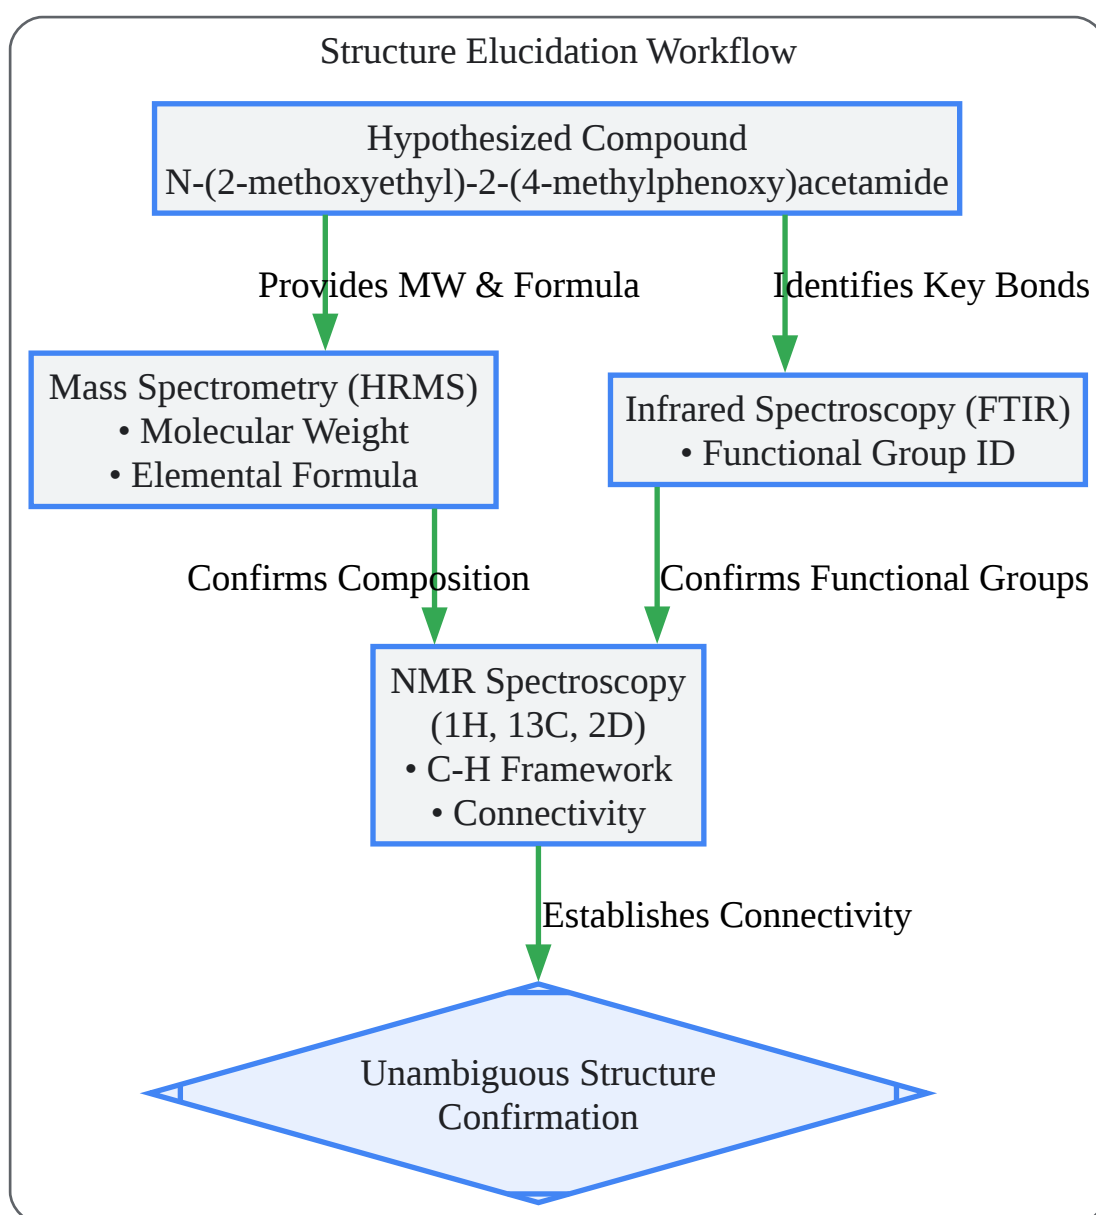 Structure Elucidation Workflow
Hypothesized Compound
N-(2-methoxyethyl)-2-(4-methylphenoxy)acetamide
Provides MW & Formula
Identifies Key Bonds
Mass Spectrometry (HRMS)
• Molecular Weight
• Elemental Formula
Infrared Spectroscopy (FTIR)
• Functional Group ID
Confirms Composition
Confirms Functional Groups
NMR Spectroscopy
(1H, 13C, 2D)
• C-H Framework
• Connectivity
Establishes Connectivity
Unambiguous Structure
Confirmation